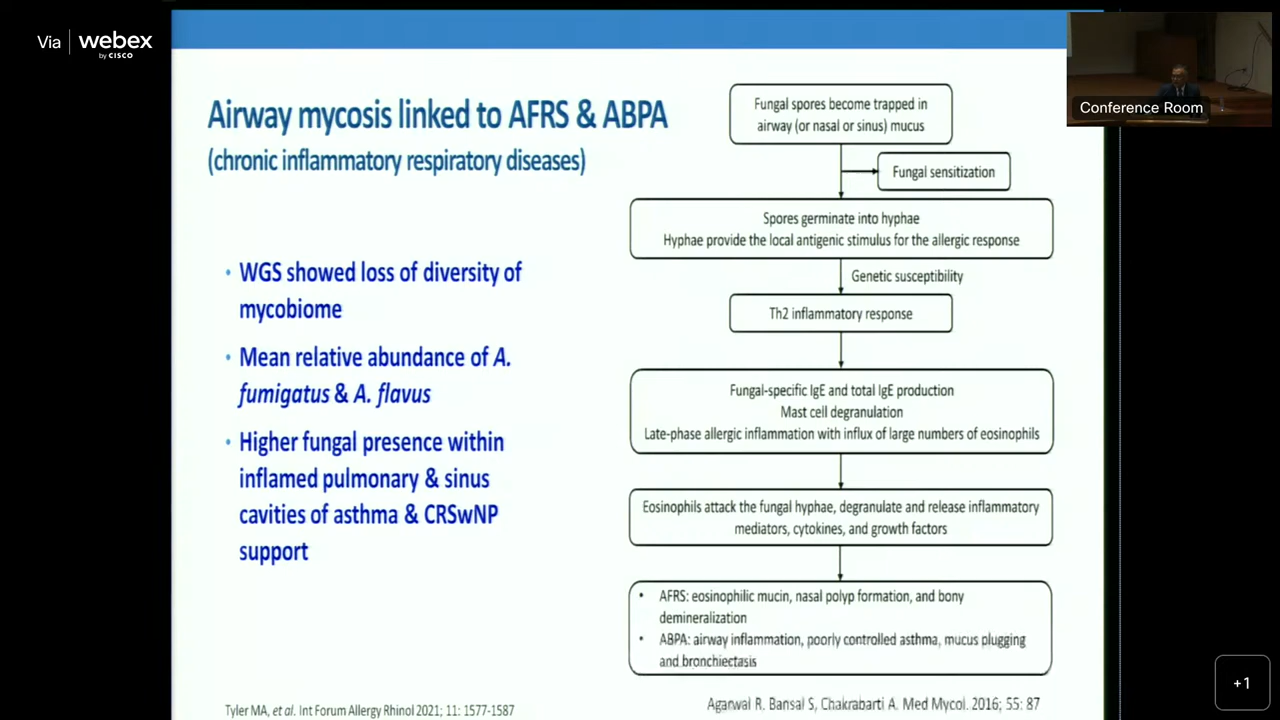 Via webex
by CISCO
Conference Room
Airway mycosis linked to AFRS & ABPA
(chronic inflammatory respiratory diseases)
• WGS showed loss of diversity of
mycobiome
• Mean relative abundance of A.
fumigatus & A. flavus
• Higher fungal presence within
inflamed pulmonary & sinus
cavities of asthma & CRSwNP
support
Fungal spores become trapped in
airway (or nasal or sinus) mucus
Fungal sensitization
Spores germinate into hyphae
Hyphae provide the local antigenic stimulus for the allergic response
Genetic susceptibility
Th2 inflammatory response
Fungal-specific IgE and total IgE production
Mast cell degranulation
Late-phase allergic inflammation with influx of large numbers of eosinophils
Eosinophils attack the fungal hyphae, degranulate and release inflammatory
mediators, cytokines, and growth factors
• AFRS: eosinophilic mucin, nasal polyp formation, and bony
demineralization
• ABPA: airway inflammation, poorly controlled asthma, mucus plugging
and bronchiectasis
Tyler MA, et al. Int Forum Allergy Rhinol 2021; 11: 1577-1587
Agarwal R. Bansal S, Chakrabarti A. Med Mycol. 2016; 55: 87
+1